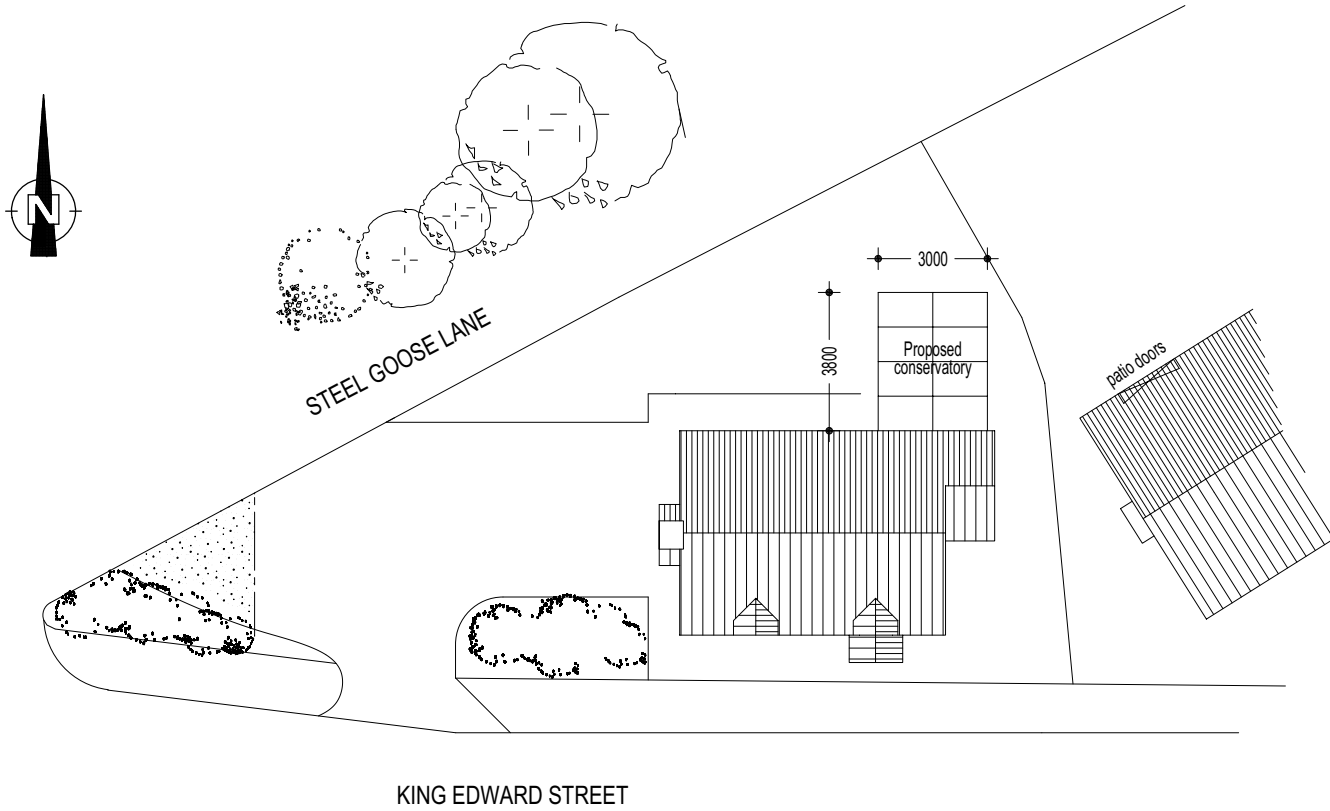 N
STEEL GOOSE LANE
3000
3800
Proposed
conservatory
patio doors
KING EDWARD STREET